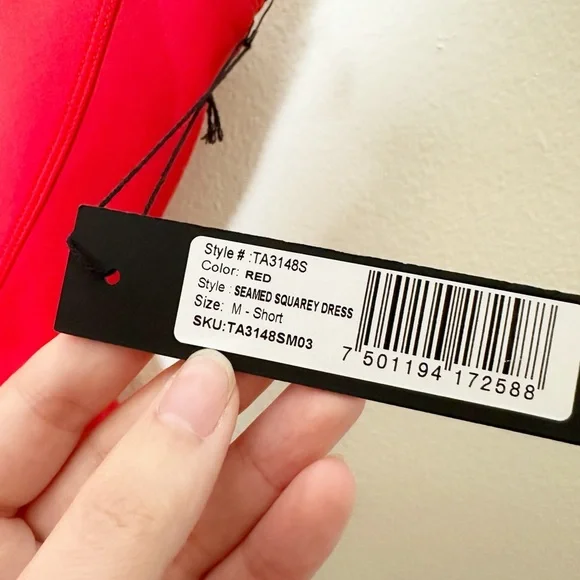 Style # :TA3148S
Color: RED
Style : SEAMED SQUAREY DRESS
Size: M - Short
SKU:TA3148SM03
7 501194 172588